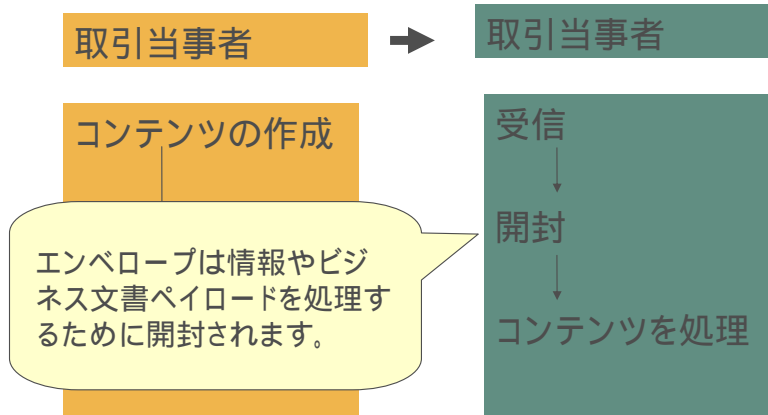 取引当事者
取引当事者
コンテンツの作成
エンベロープは情報やビジ
ネス文書ペイロードを処理す
るために開封されます。
受信
開封
コンテンツを処理